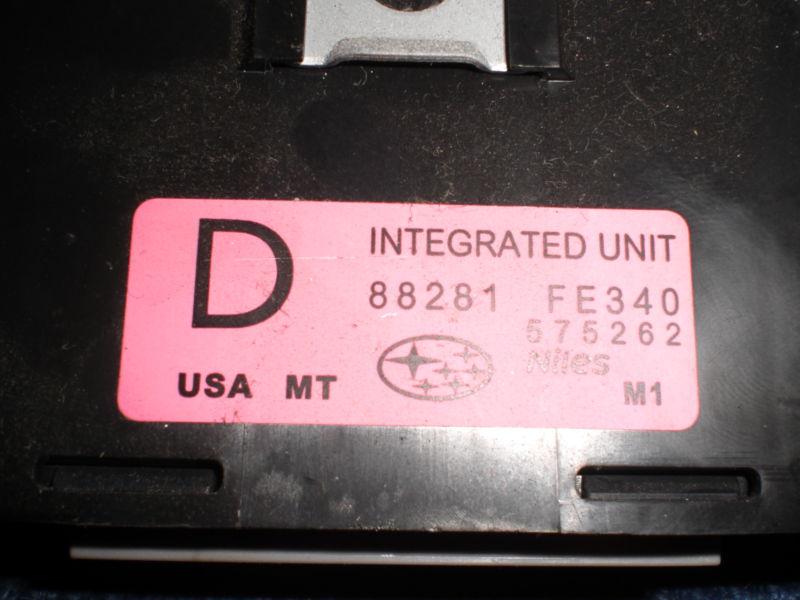 D
INTEGRATED UNIT
88281 FE340
575262
Niles
USA MT
M1